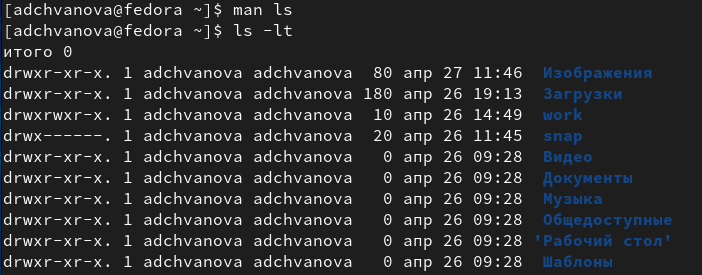 [adchvanova@fedora ~]$ man ls
[adchvanova@fedora ~]$ ls -lt
итого 0
drwxr-xr-x. 1 adchvanova adchvanova  80 апр 27 11:46  Изображения
drwxr-xr-x. 1 adchvanova adchvanova 180 апр 26 19:13  Загрузки
drwxrwxr-x. 1 adchvanova adchvanova  10 апр 26 14:49  work
drwx------. 1 adchvanova adchvanova  20 апр 26 11:45  snap
drwxr-xr-x. 1 adchvanova adchvanova   0 апр 26 09:28  Видео
drwxr-xr-x. 1 adchvanova adchvanova   0 апр 26 09:28  Документы
drwxr-xr-x. 1 adchvanova adchvanova   0 апр 26 09:28  Музыка
drwxr-xr-x. 1 adchvanova adchvanova   0 апр 26 09:28  Общедоступные
drwxr-xr-x. 1 adchvanova adchvanova   0 апр 26 09:28 'Рабочий стол'
drwxr-xr-x. 1 adchvanova adchvanova   0 апр 26 09:28  Шаблоны